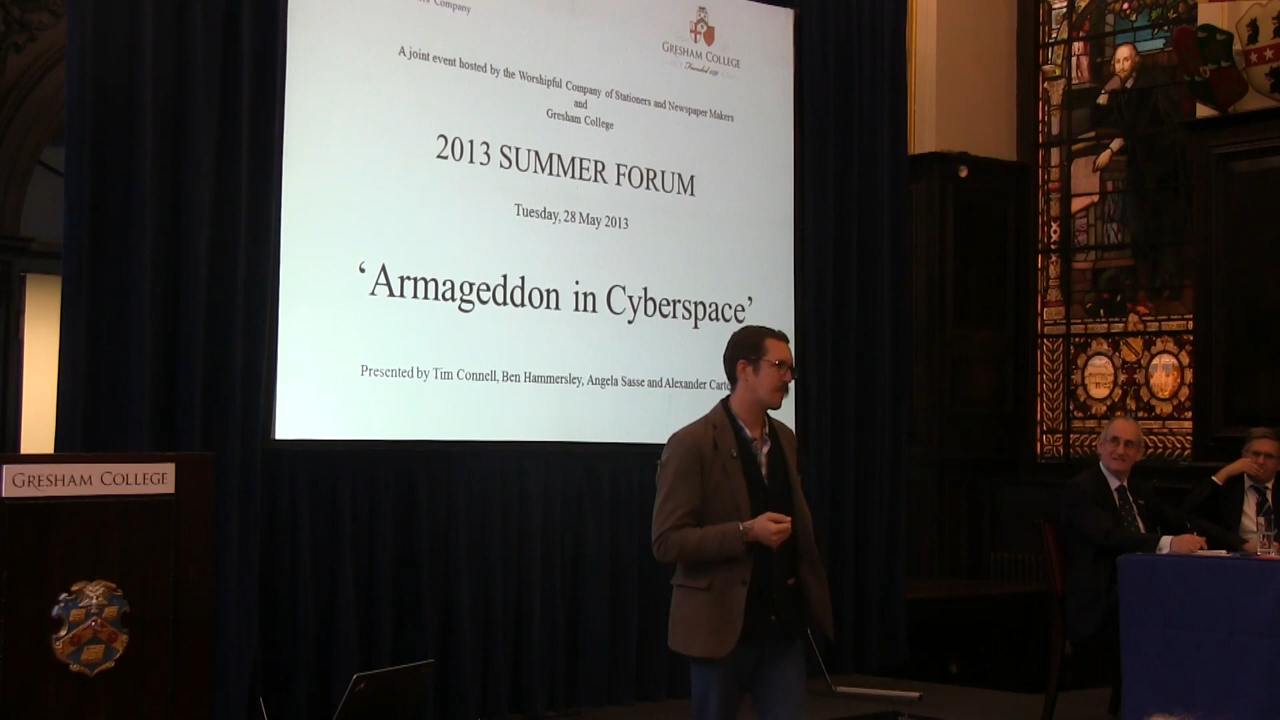 Company
GRESHAM COLLEGE
Founded 1597
A joint event hosted by the Worshipful Company of Stationers and Newspaper Makers
and
Gresham College
2013 SUMMER FORUM
Tuesday, 28 May 2013
‘Armageddon in Cyberspace’
Presented by Tim Connell, Ben Hammersley, Angela Sasse and Alexander
GRESHAM COLLEGE